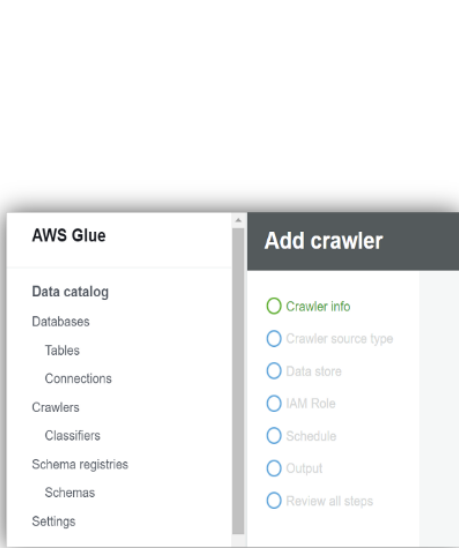 AWS Glue
Data catalog
Databases
Tables
Connections
Crawlers
Classifiers
Schema registries
Schemas
Settings
Add crawler
Crawler info
Crawler source type
Data store
IAM Role
Schedule
Output
Review all steps